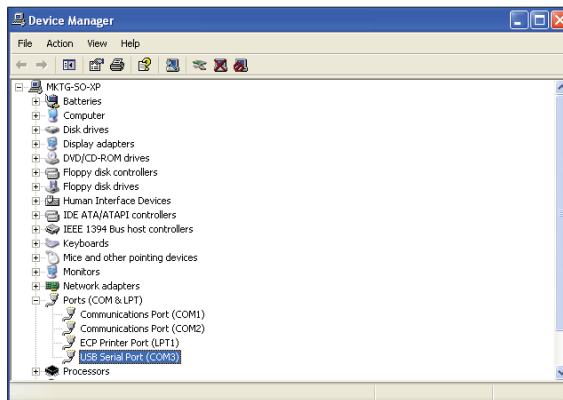 Device Manager
File Action View Help
MKTG-SO-XP
Batteries
Computer
Disk drives
Display adapters
DVD/CD-ROM drives
Floppy disk controllers
Floppy disk drives
Human Interface Devices
IDE ATA/ATAPI controllers
IEEE 1394 Bus host controllers
Keyboards
Mice and other pointing devices
Monitors
Network adapters
Ports (COM & LPT)
Communications Port (COM1)
Communications Port (COM2)
ECP Printer Port (LPT1)
USB Serial Port (COM3)
Processors